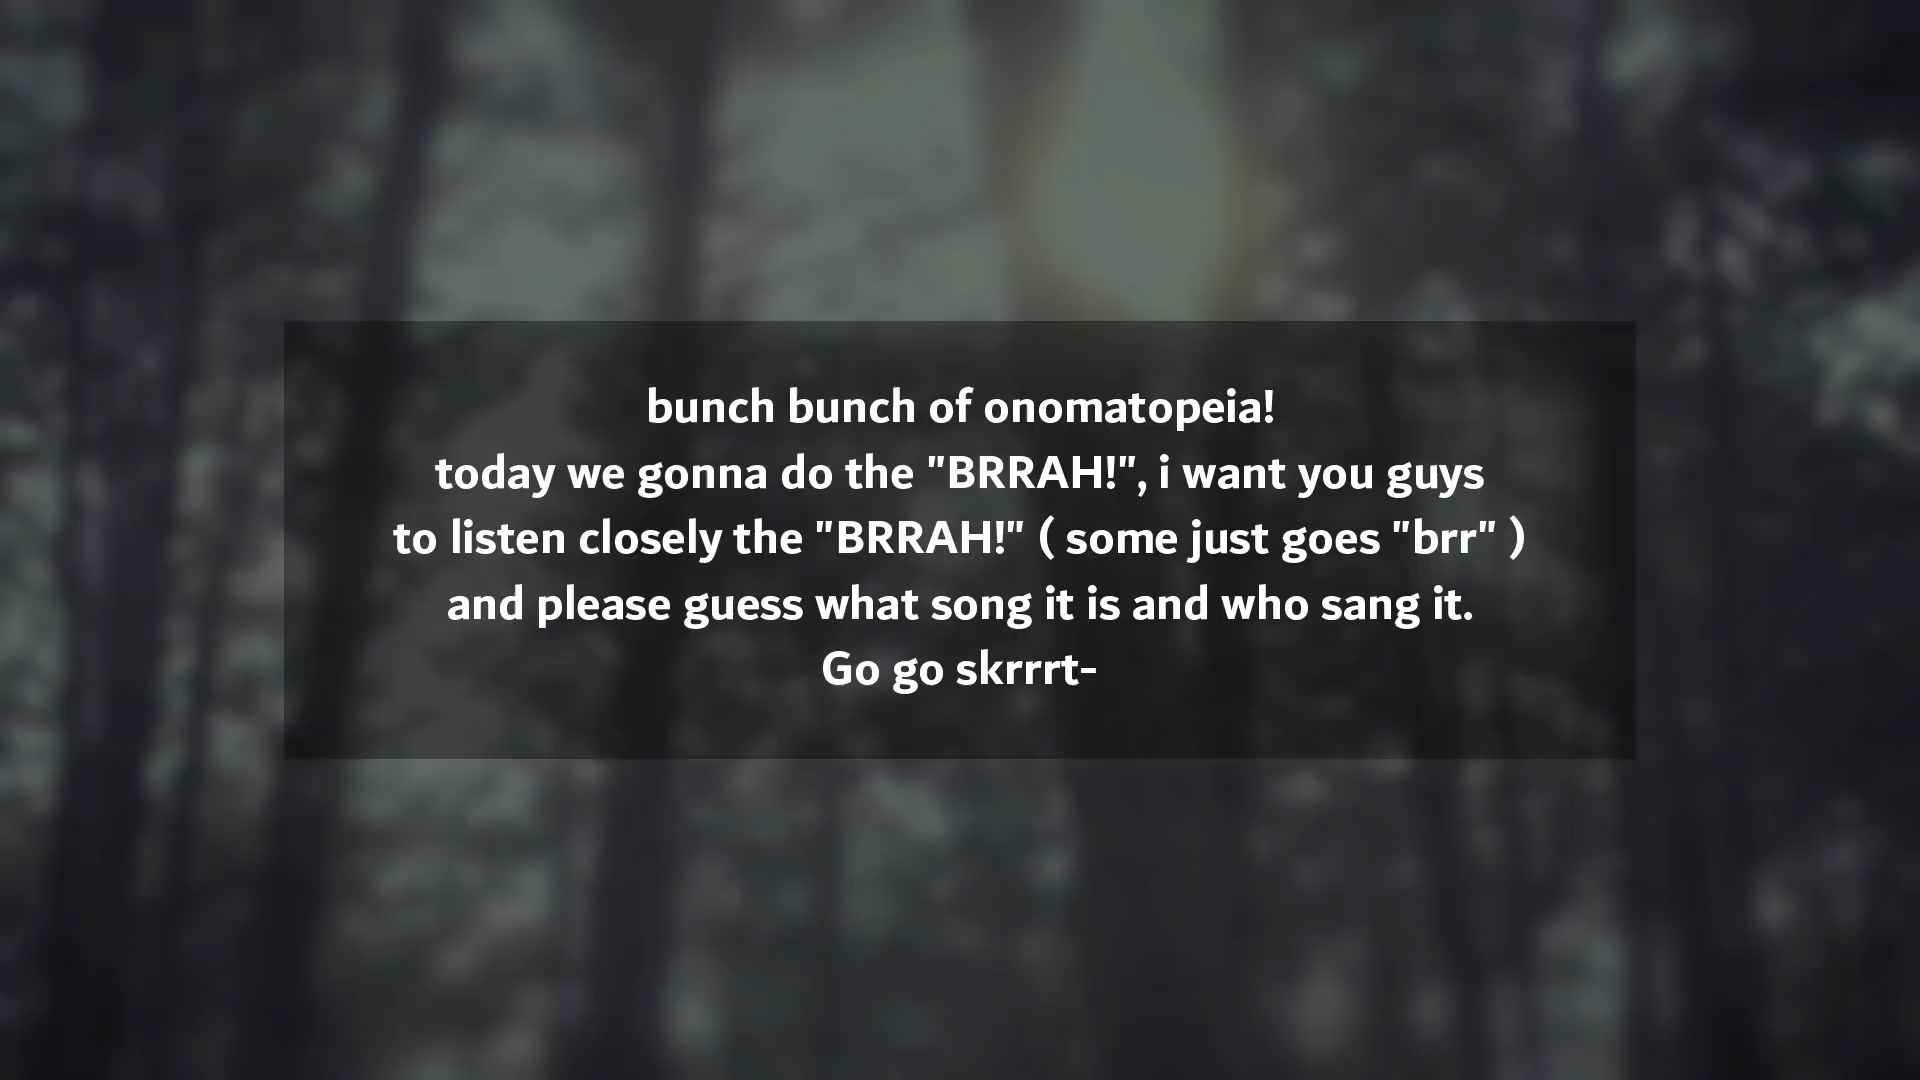 bunch bunch of onomatopeia!
today we gonna do the "BRRAH!", i want you guys
to listen closely the "BRRAH!" ( some just goes "brr" )
and please guess what song it is and who sang it.
Go go skrrrt-